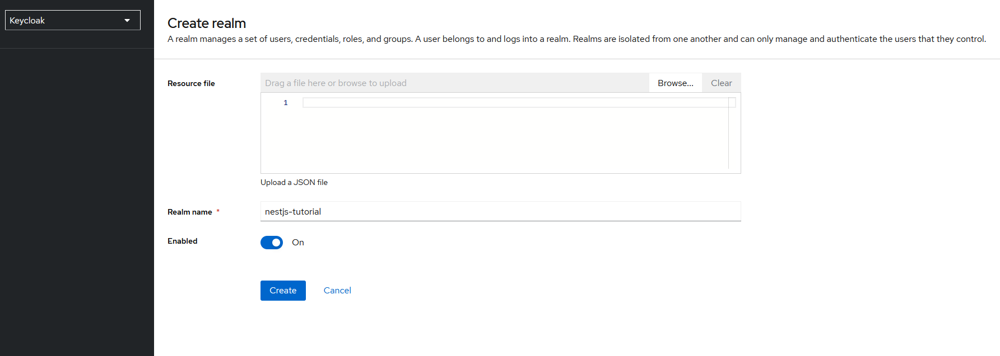 Keycloak
Create realm
A realm manages a set of users, credentials, roles, and groups. A user belongs to and logs into a realm. Realms are isolated from one another and can only manage and authenticate the users that they control.
Resource file
Drag a file here or browse to upload
Browse...
Clear
1
Upload a JSON file
Realm name *
nestjs-tutorial
Enabled
On
Create
Cancel